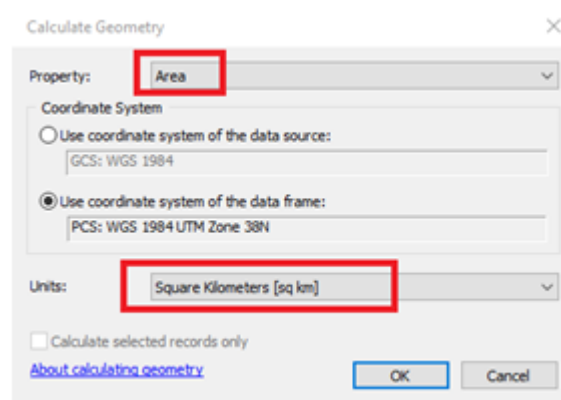 Calculate Geometry
Property: Area
Coordinate System
Use coordinate system of the data source:
GCS: WGS 1984
Use coordinate system of the data frame:
PCS: WGS 1984 UTM Zone 38N
Units: Square Kilometers [sq km]
Calculate selected records only
About calculating geometry OK Cancel